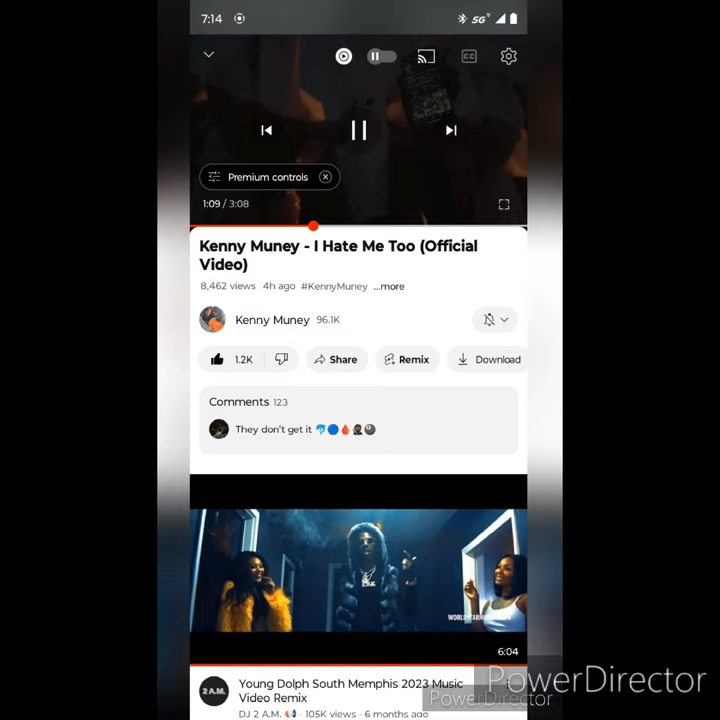 7:14
5G
CC
Premium controls
1:09 / 3:08
Kenny Muney - I Hate Me Too (Official
Video)
8,462 views 4h ago #KennyMuney ...more
Kenny Muney 96.1K
1.2K Share Remix Download
Comments 123
They don't get it
6:04
2 A.M.
Young Dolph South Memphis 2023 Music
Video Remix
DJ 2 A.M. 105K views · 6 months ago
PowerDirector
PowerDirector